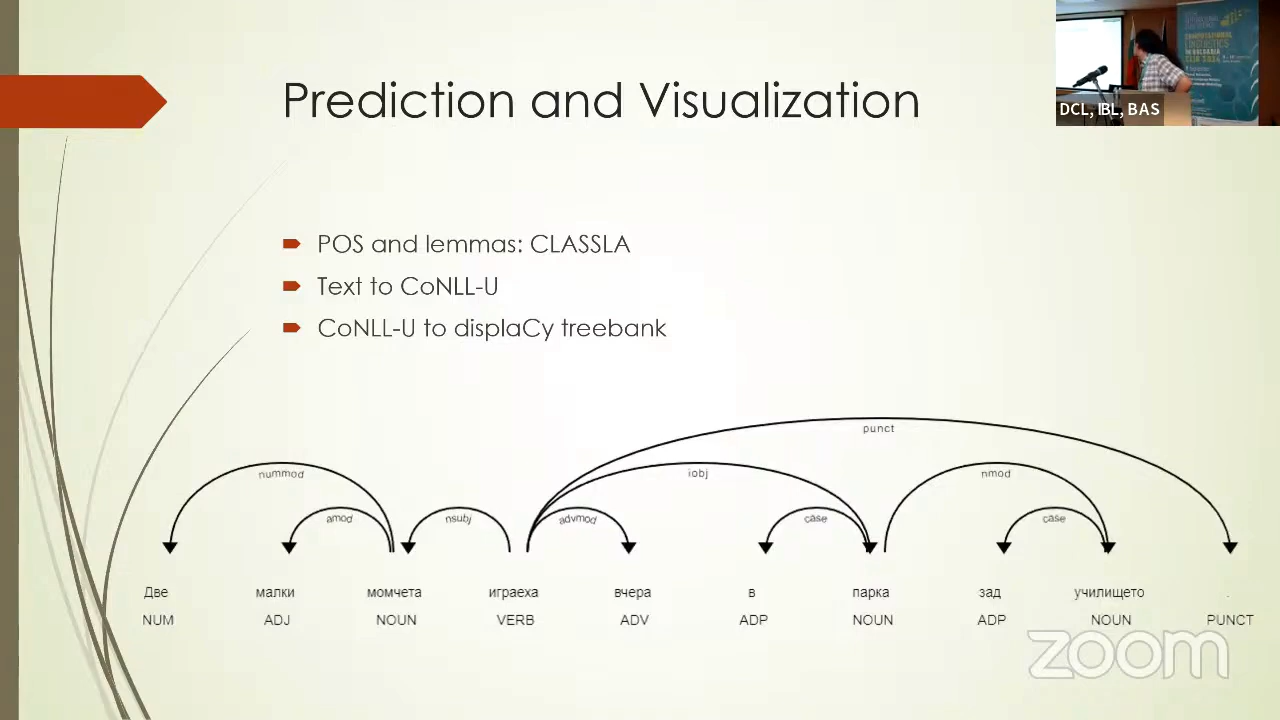 Prediction and Visualization
DCL, IBL, BAS
POS and lemmas: CLASSLA
Text to CoNLL-U
CoNLL-U to displaCy treebank
punct
nummod iobj nmod
amod nsubj advmod case case
Две малки момчета играеха вчера в парка зад училището .
NUM ADJ NOUN VERB ADV ADP NOUN ADP NOUN PUNCT
zoom